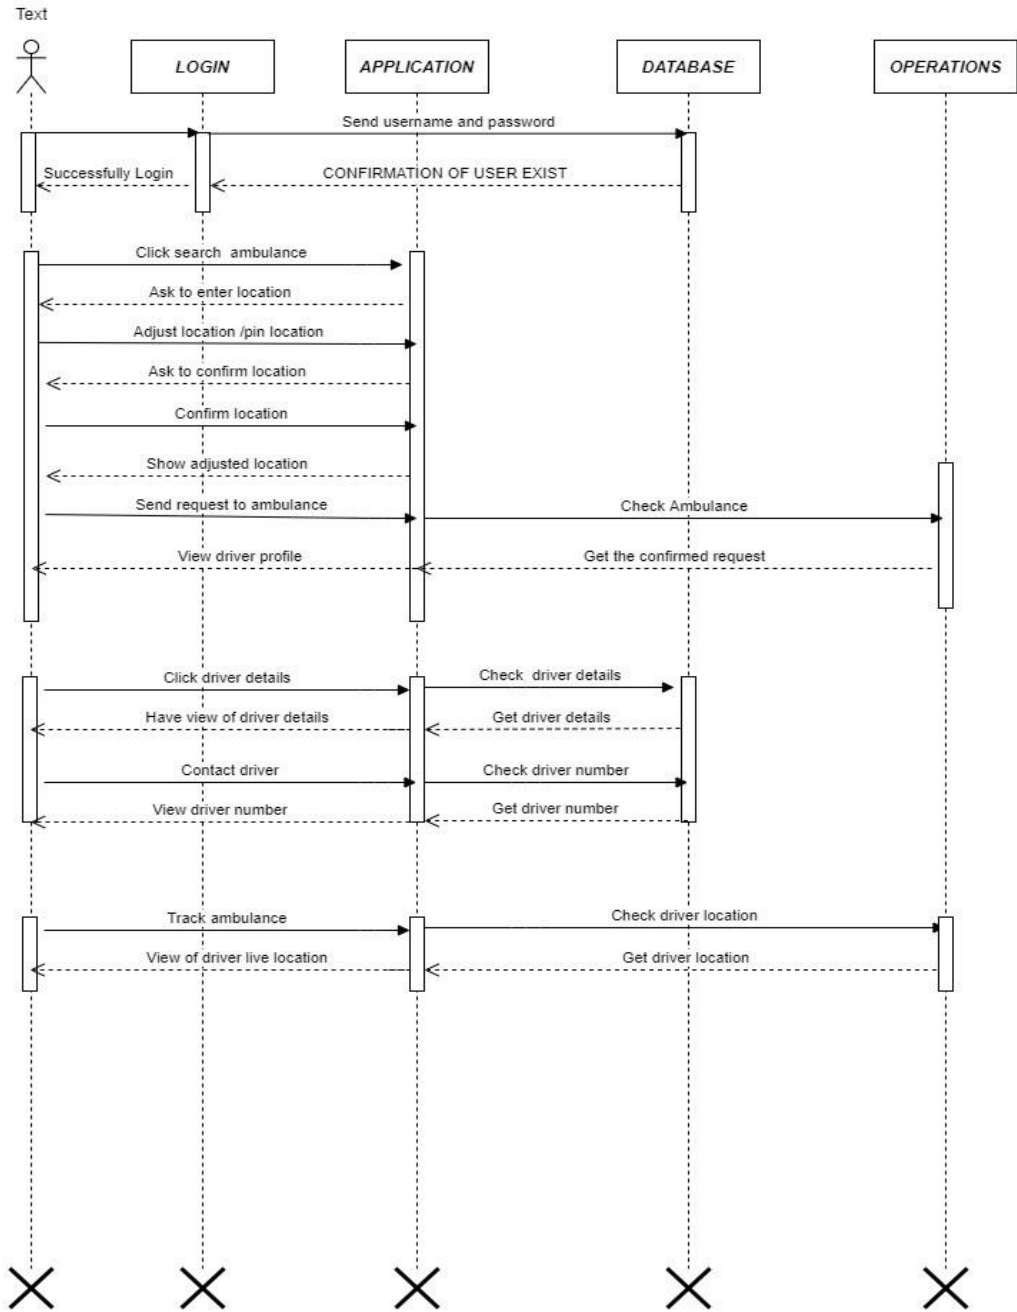 Text
LOGIN
APPLICATION
DATABASE
OPERATIONS
Send username and password
Successfully Login
CONFIRMATION OF USER EXIST
Click search  ambulance
Ask to enter location
Adjust location /pin location
Ask to confirm location
Confirm location
Show adjusted location
Send request to ambulance
Check Ambulance
View driver profile
Get the confirmed request
Click driver details
Check  driver details
Have view of driver details
Get driver details
Contact driver
Check driver number
View driver number
Get driver number
Track ambulance
Check driver location
View of driver live location
Get driver location